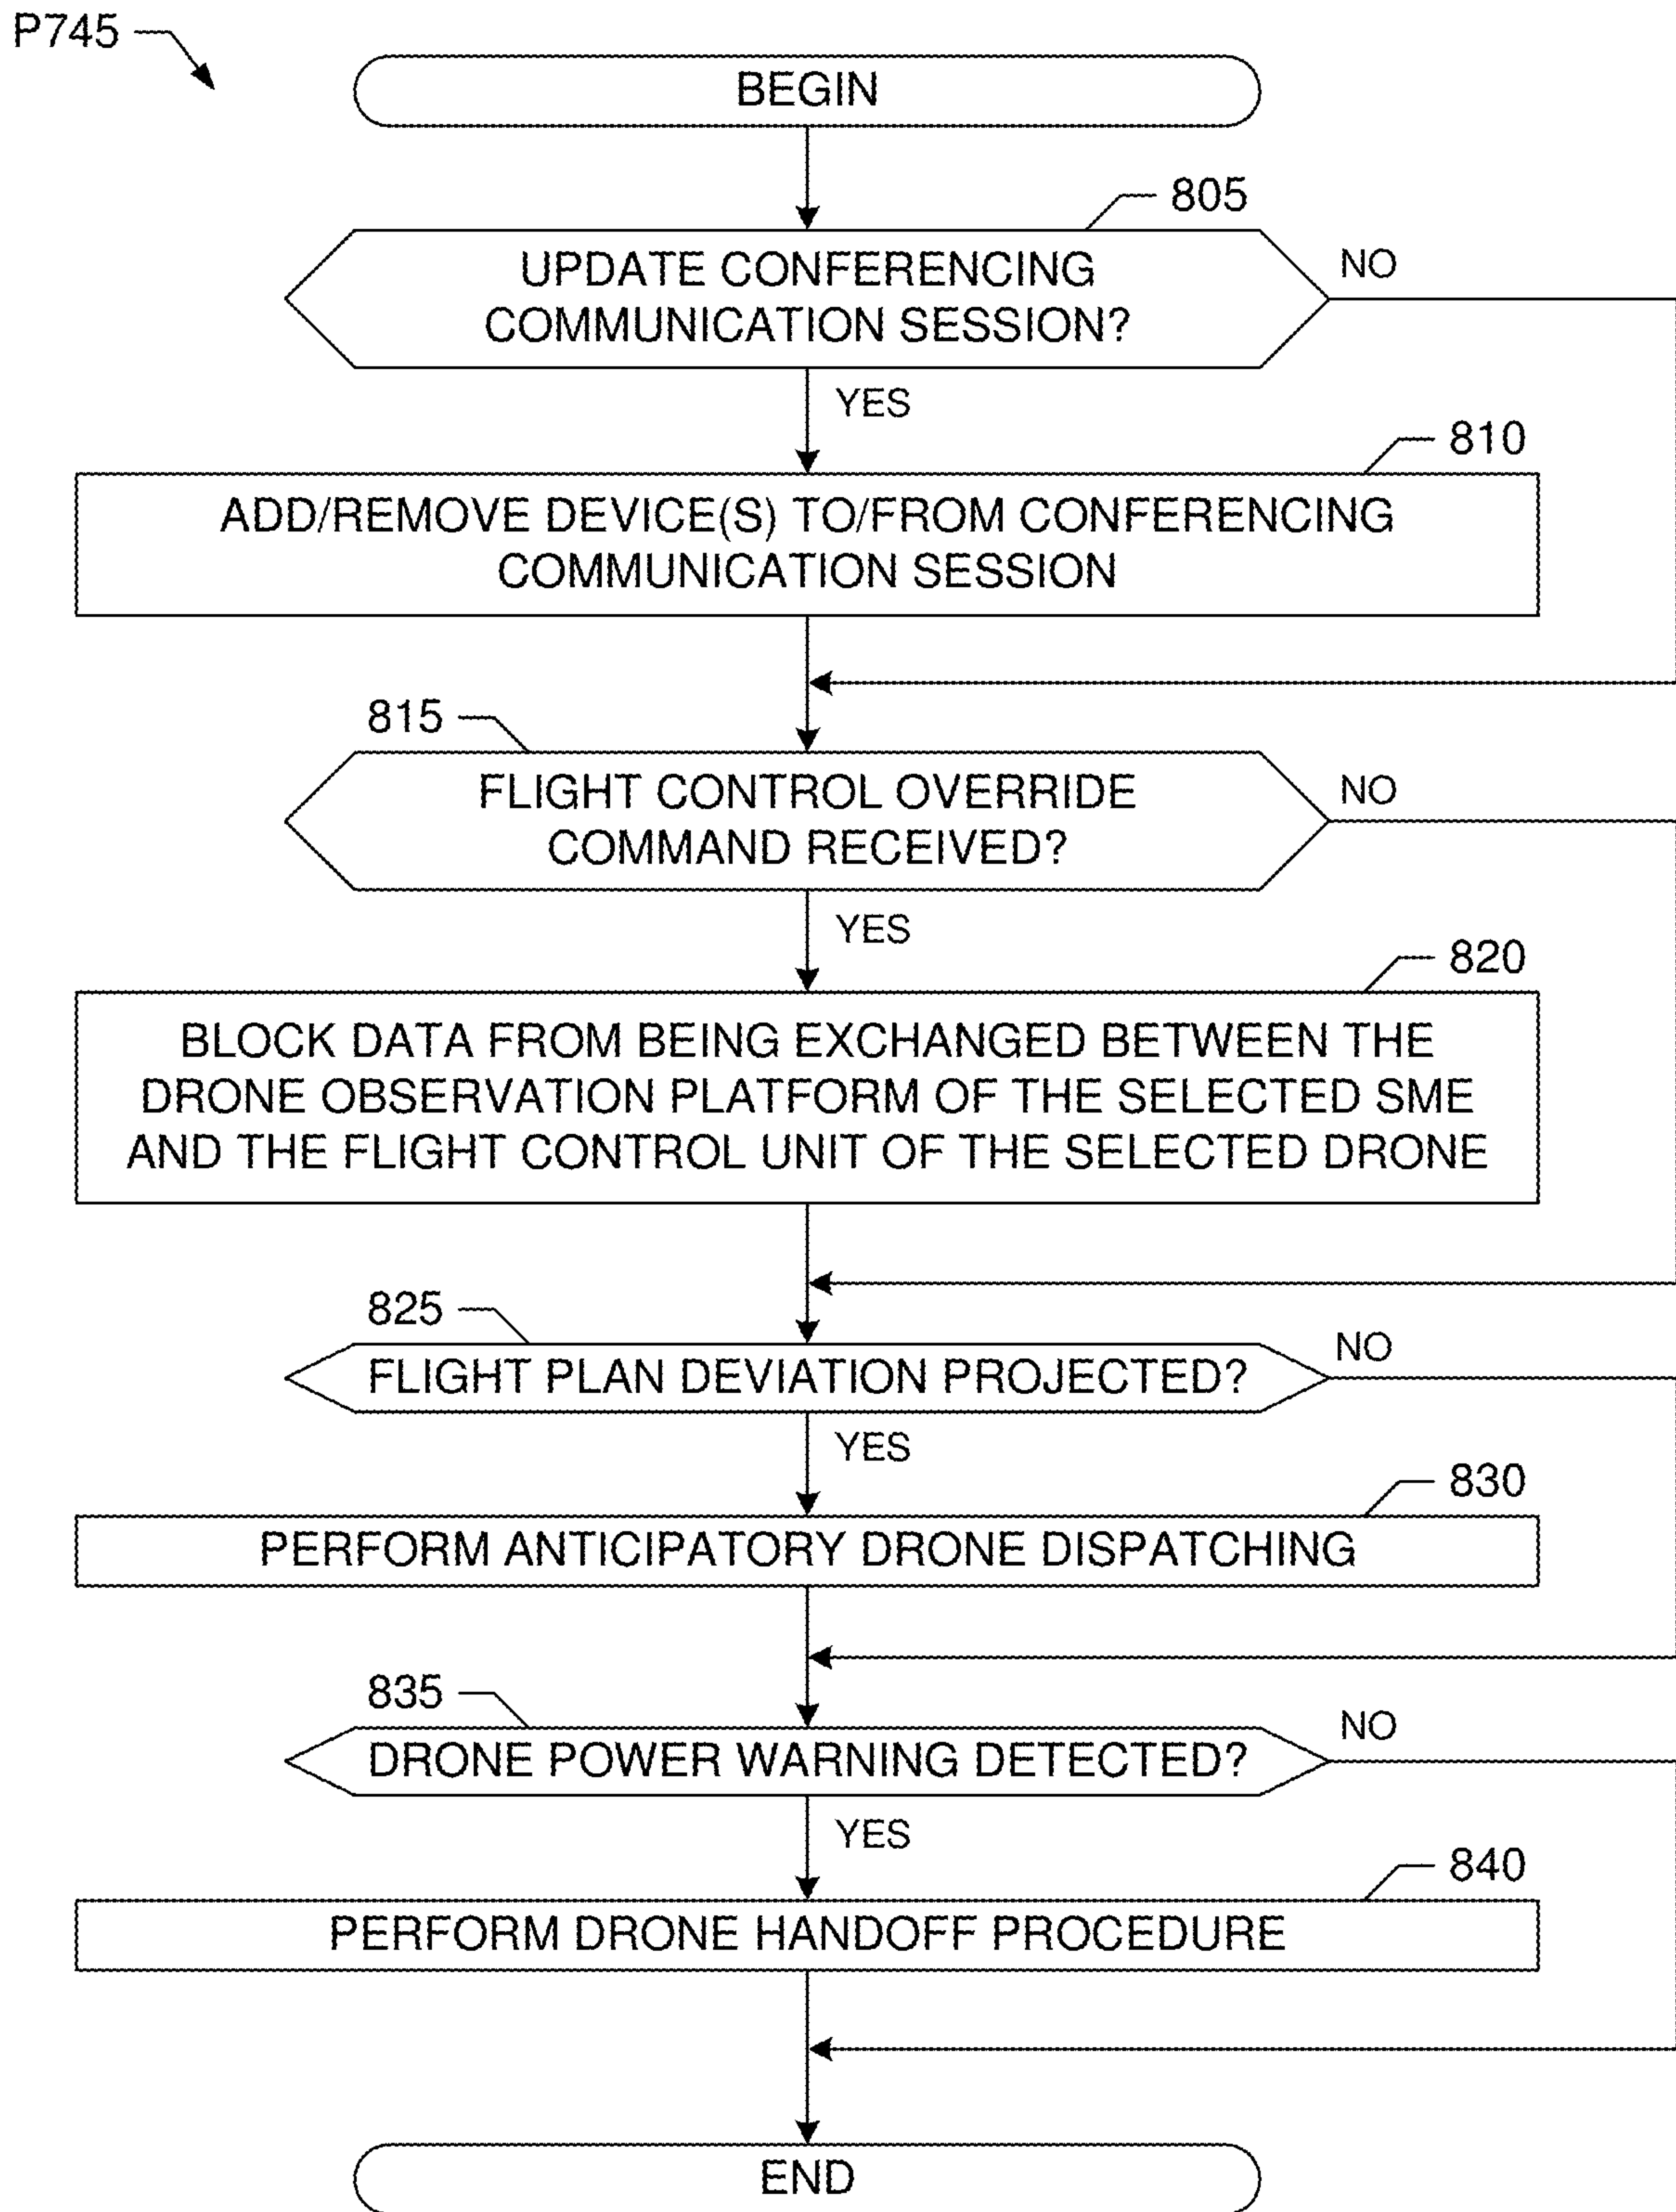 P745
BEGIN
805
UPDATE CONFERENCING
COMMUNICATION SESSION?
NO
YES
810
ADD/REMOVE DEVICE(S) TO/FROM CONFERENCING
COMMUNICATION SESSION
815
FLIGHT CONTROL OVERRIDE
COMMAND RECEIVED?
NO
YES
820
BLOCK DATA FROM BEING EXCHANGED BETWEEN THE
DRONE OBSERVATION PLATFORM OF THE SELECTED SME
AND THE FLIGHT CONTROL UNIT OF THE SELECTED DRONE
825
FLIGHT PLAN DEVIATION PROJECTED?
NO
YES
830
PERFORM ANTICIPATORY DRONE DISPATCHING
835
DRONE POWER WARNING DETECTED?
NO
YES
840
PERFORM DRONE HANDOFF PROCEDURE
END